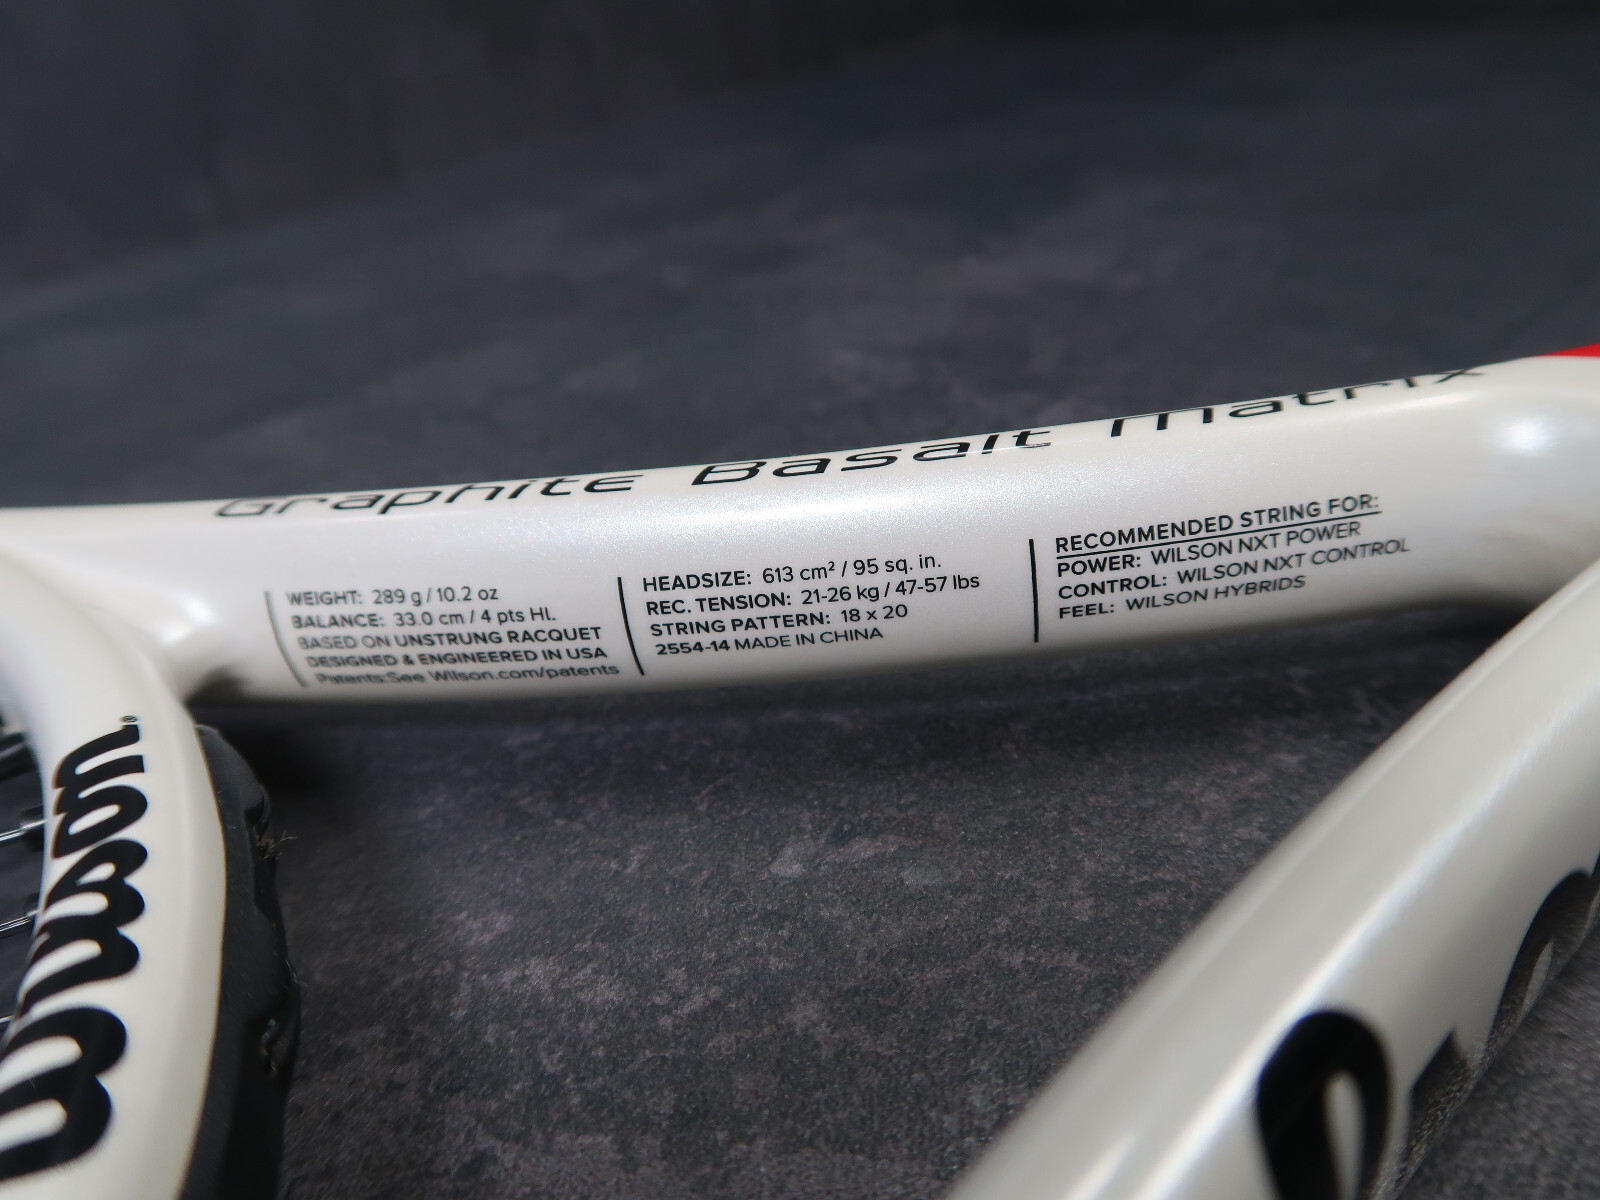 Graphite Basalt Matrix
WEIGHT: 289 g / 10.2 oz
BALANCE: 33.0 cm / 4 pts HL
BASED ON UNSTRUNG RACQUET
DESIGNED & ENGINEERED IN USA
Patents:See Wilson.com/patents
HEADSIZE: 613 cm² / 95 sq. in.
REC. TENSION: 21-26 kg / 47-57 lbs
STRING PATTERN: 18 x 20
2554-14 MADE IN CHINA
RECOMMENDED STRING FOR:
POWER: WILSON NXT POWER
CONTROL: WILSON NXT CONTROL
FEEL: WILSON HYBRIDS
Wilson®